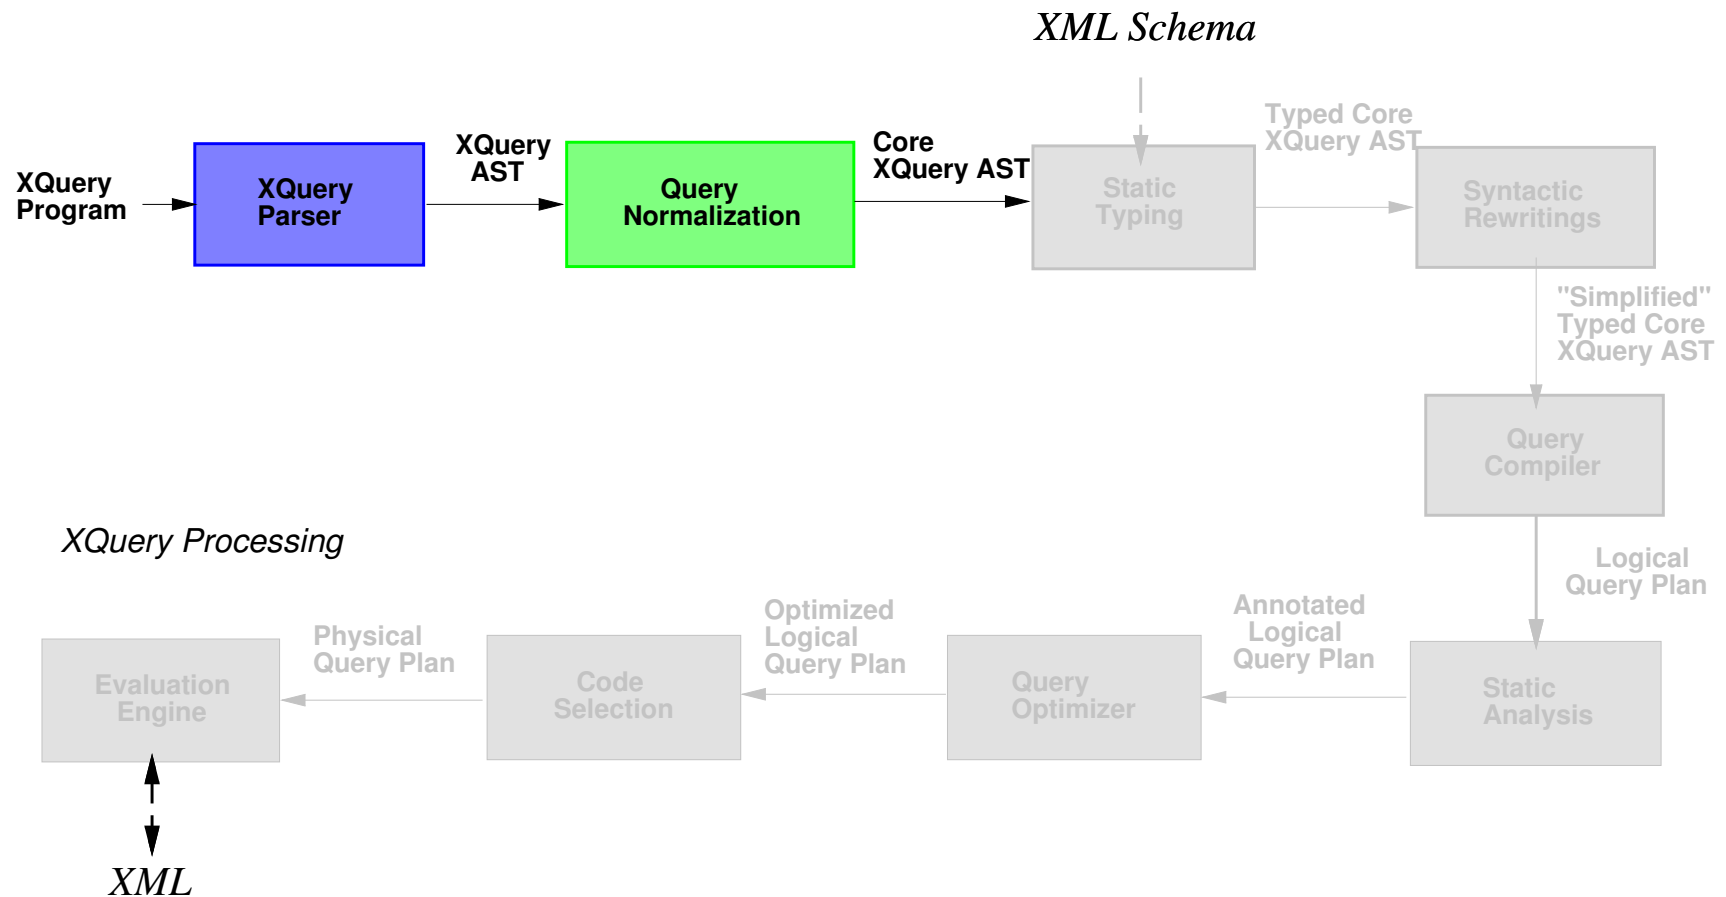 XML Schema
XQuery
Program
XQuery
Parser
XQuery
AST
Query
Normalization
Core
XQuery AST
Static
Typing
Typed Core
XQuery AST
Syntactic
Rewritings
"Simplified"
Typed Core
XQuery AST
Query
Compiler
Logical
Query Plan
XQuery Processing
Static
Analysis
Annotated
Logical
Query Plan
Query
Optimizer
Optimized
Logical
Query Plan
Code
Selection
Physical
Query Plan
Evaluation
Engine
XML